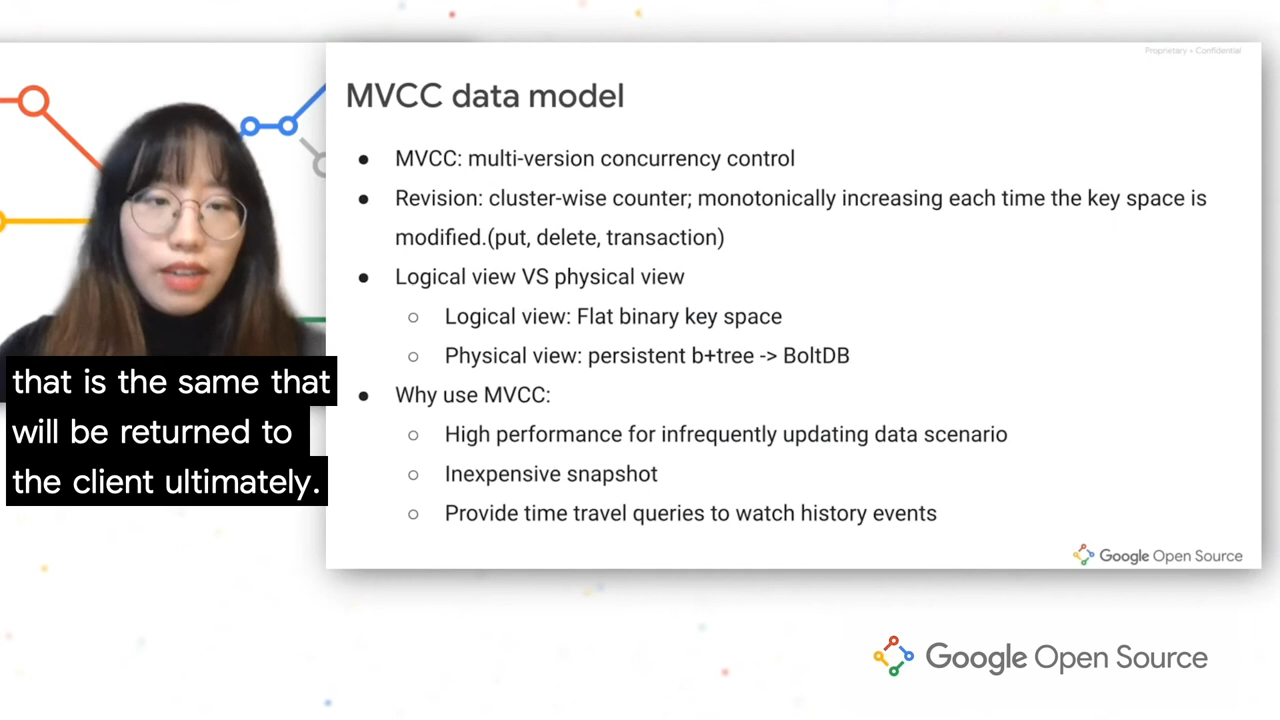 Proprietary + Confidential
MVCC data model
● MVCC: multi-version concurrency control
● Revision: cluster-wise counter; monotonically increasing each time the key space is
modified.(put, delete, transaction)
● Logical view VS physical view
○ Logical view: Flat binary key space
○ Physical view: persistent b+tree -> BoltDB
● Why use MVCC:
○ High performance for infrequently updating data scenario
○ Inexpensive snapshot
○ Provide time travel queries to watch history events
Google Open Source
that is the same that
will be returned to
the client ultimately.
Google Open Source